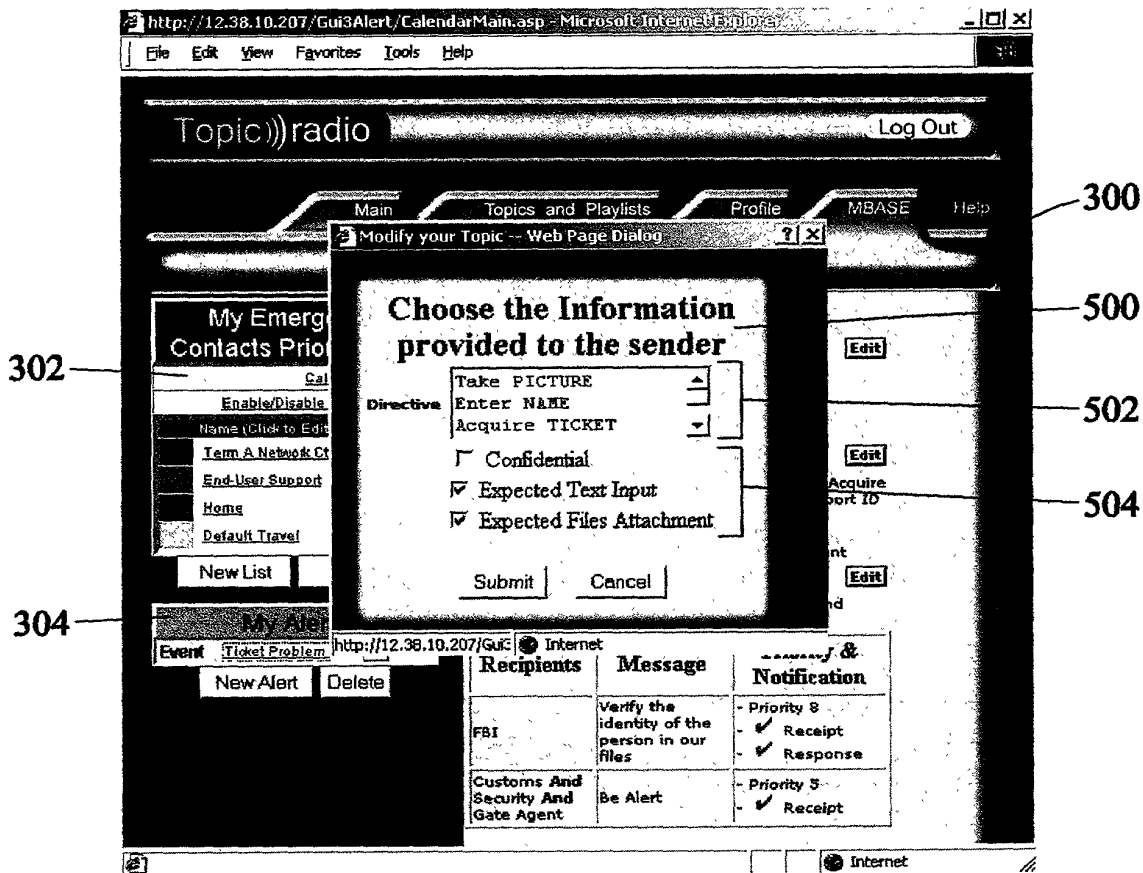 http://12.38.10.207/Gui3Alert/CalendarMain.asp - Microsoft Internet Explorer
File Edit View Favorites Tools Help
Topic))radio
Log Out
Main Topics and Playlists Profile MBASE Help
300
Modify your Topic -- Web Page Dialog
Choose the Information
provided to the sender
500
My Emerg
Contacts Prior
Edit
302
Cal
Enable/Disable
Directive
Take PICTURE
Enter NAME
Acquire TICKET
502
Name (Click to Edit
Term A Network Ct
End-User Support
Home
Default Travel
Confidential
Expected Text Input
Expected Files Attachment
Edit
Acquire
port ID
504
nt
Edit
nd
New List
Submit Cancel
304
My Aler
Event Ticket Problem
http://12.38.10.207/Gui3 Internet
New Alert Delete
Recipients Message & Notification
FBI
Verify the
identity of the
person in our
files
- Priority 8
- Receipt
- Response
Customs And
Security And
Gate Agent
Be Alert
- Priority 5
- Receipt
Internet